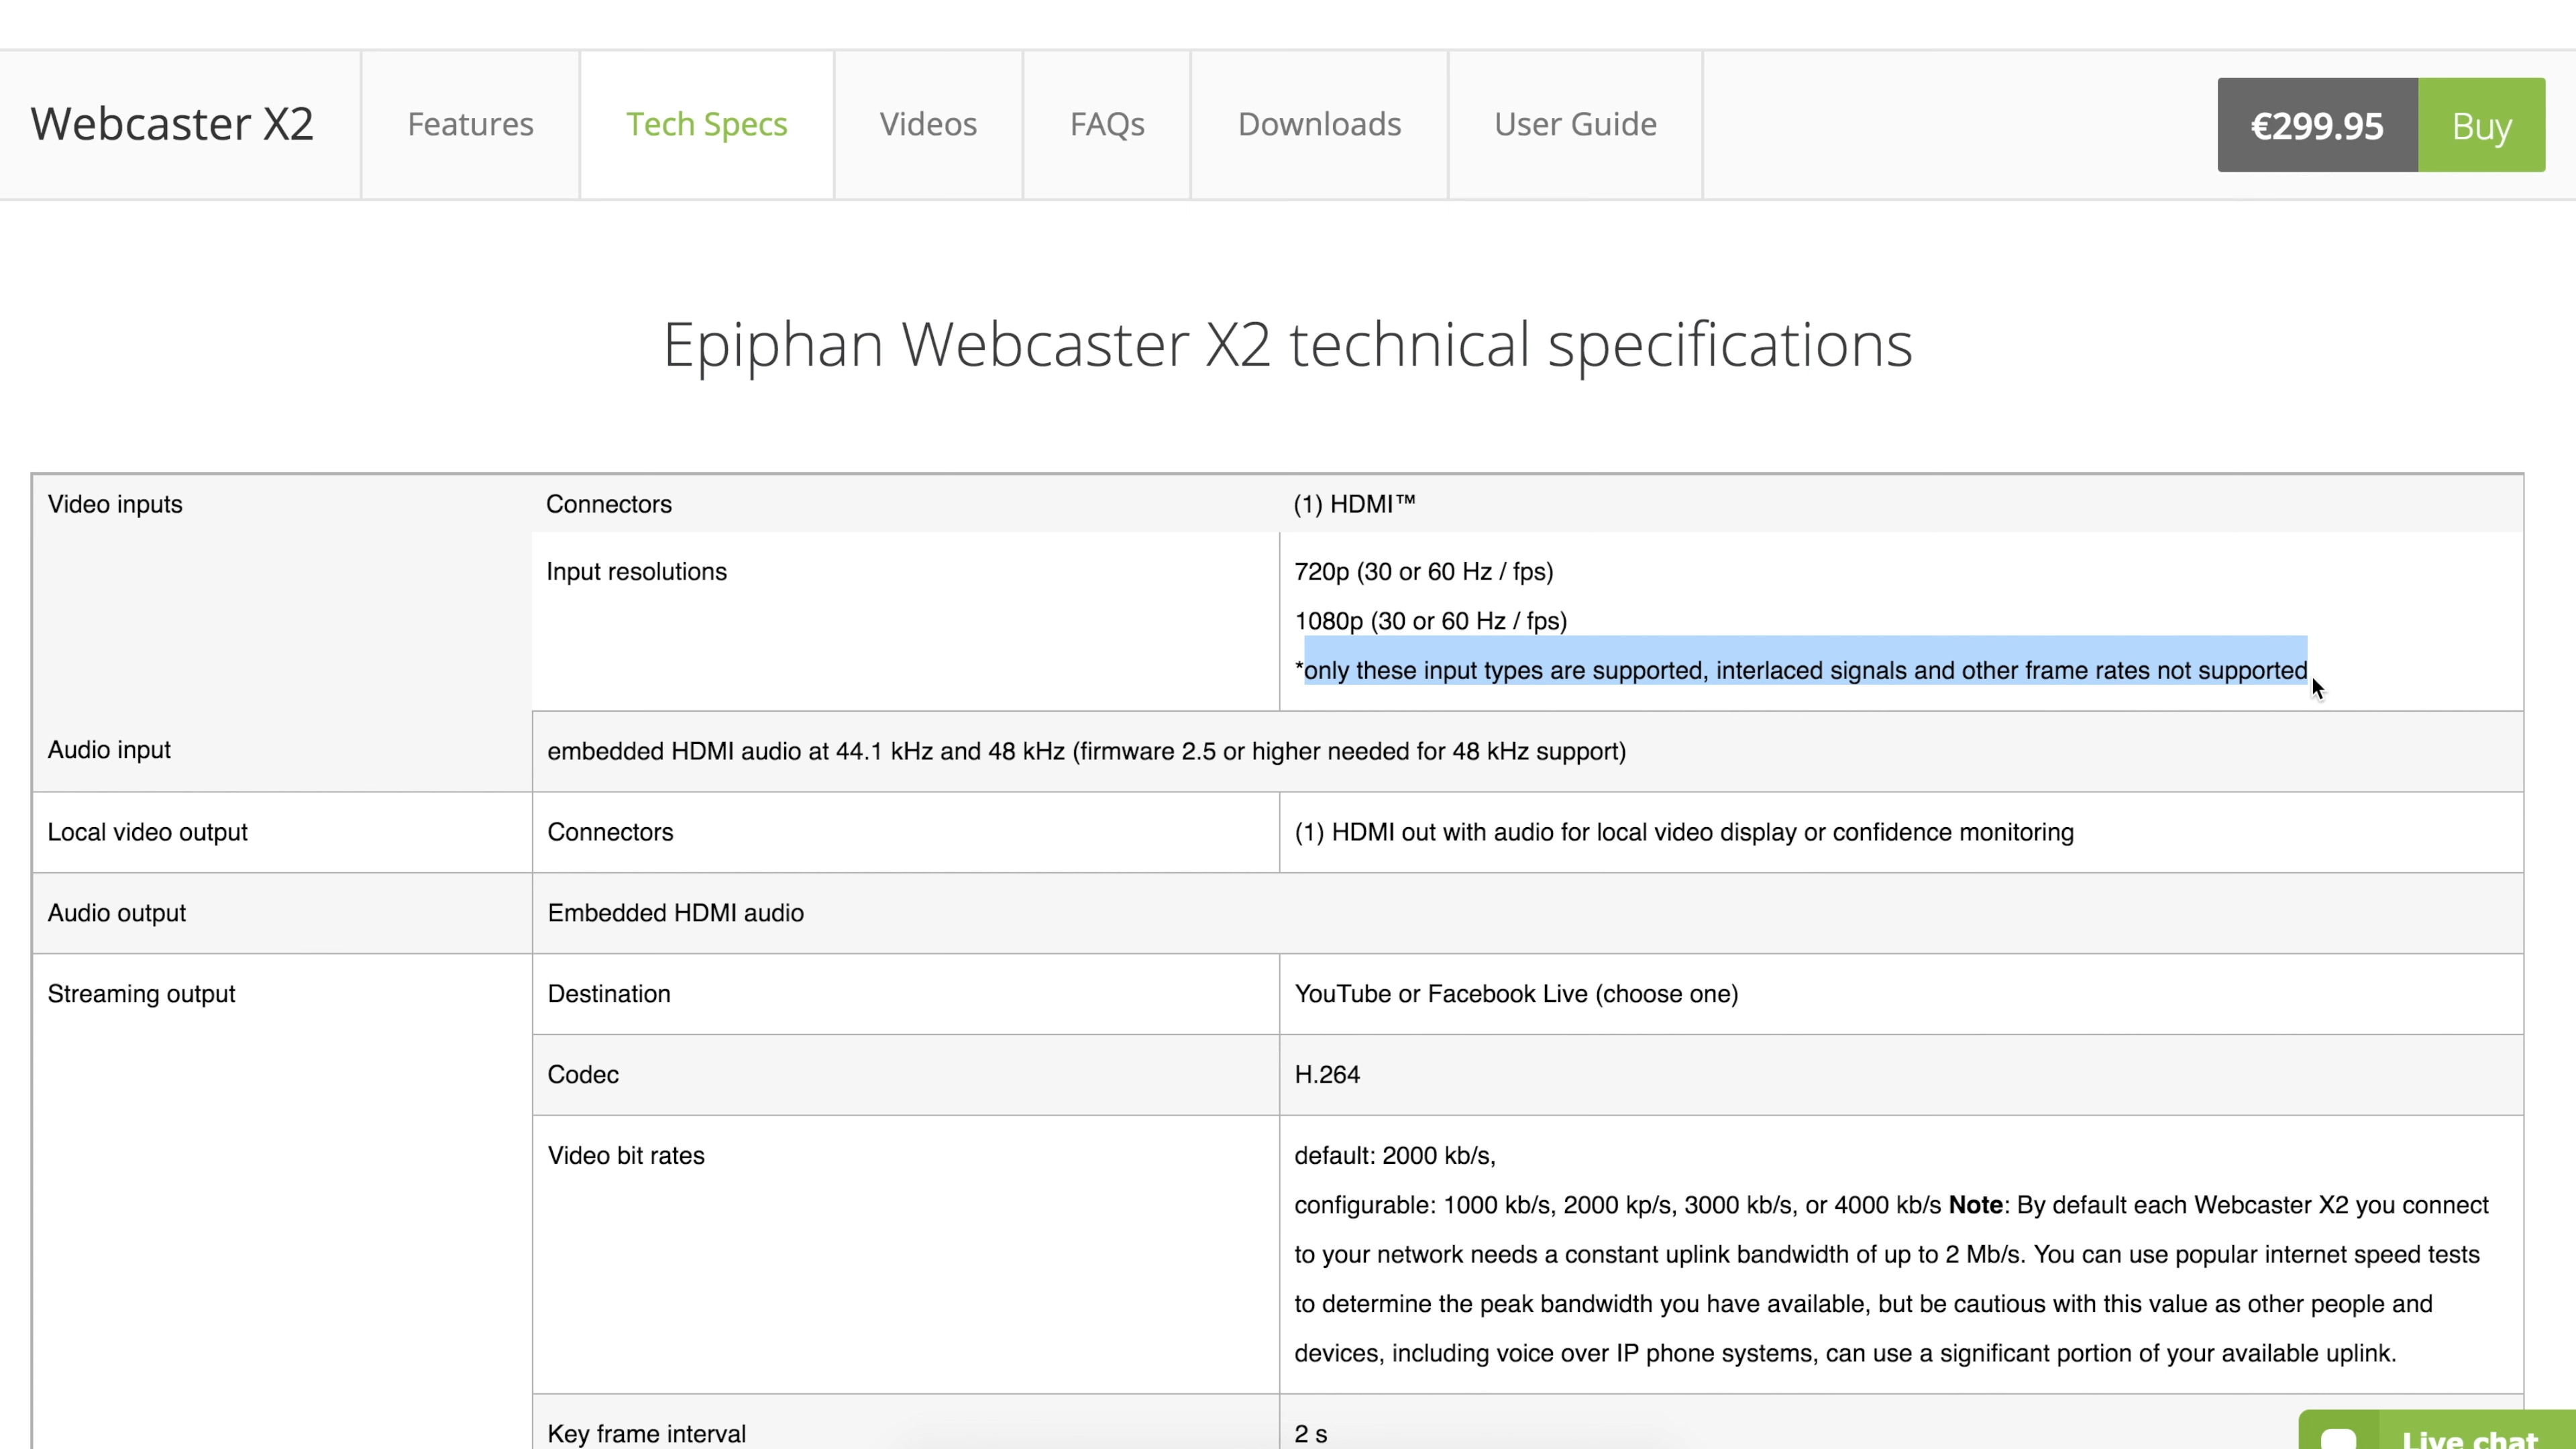 Webcaster X2
Features
Tech Specs
Videos
FAQs
Downloads
User Guide
€299.95
Buy
Epiphan Webcaster X2 technical specifications
Video inputs
Connectors
(1) HDMI™
Input resolutions
720p (30 or 60 Hz / fps)
1080p (30 or 60 Hz / fps)
*only these input types are supported, interlaced signals and other frame rates not supported
Audio input
embedded HDMI audio at 44.1 kHz and 48 kHz (firmware 2.5 or higher needed for 48 kHz support)
Local video output
Connectors
(1) HDMI out with audio for local video display or confidence monitoring
Audio output
Embedded HDMI audio
Streaming output
Destination
YouTube or Facebook Live (choose one)
Codec
H.264
Video bit rates
default: 2000 kb/s,
configurable: 1000 kb/s, 2000 kp/s, 3000 kb/s, or 4000 kb/s Note: By default each Webcaster X2 you connect
to your network needs a constant uplink bandwidth of up to 2 Mb/s. You can use popular internet speed tests
to determine the peak bandwidth you have available, but be cautious with this value as other people and
devices, including voice over IP phone systems, can use a significant portion of your available uplink.
Key frame interval
2 s
Live chat